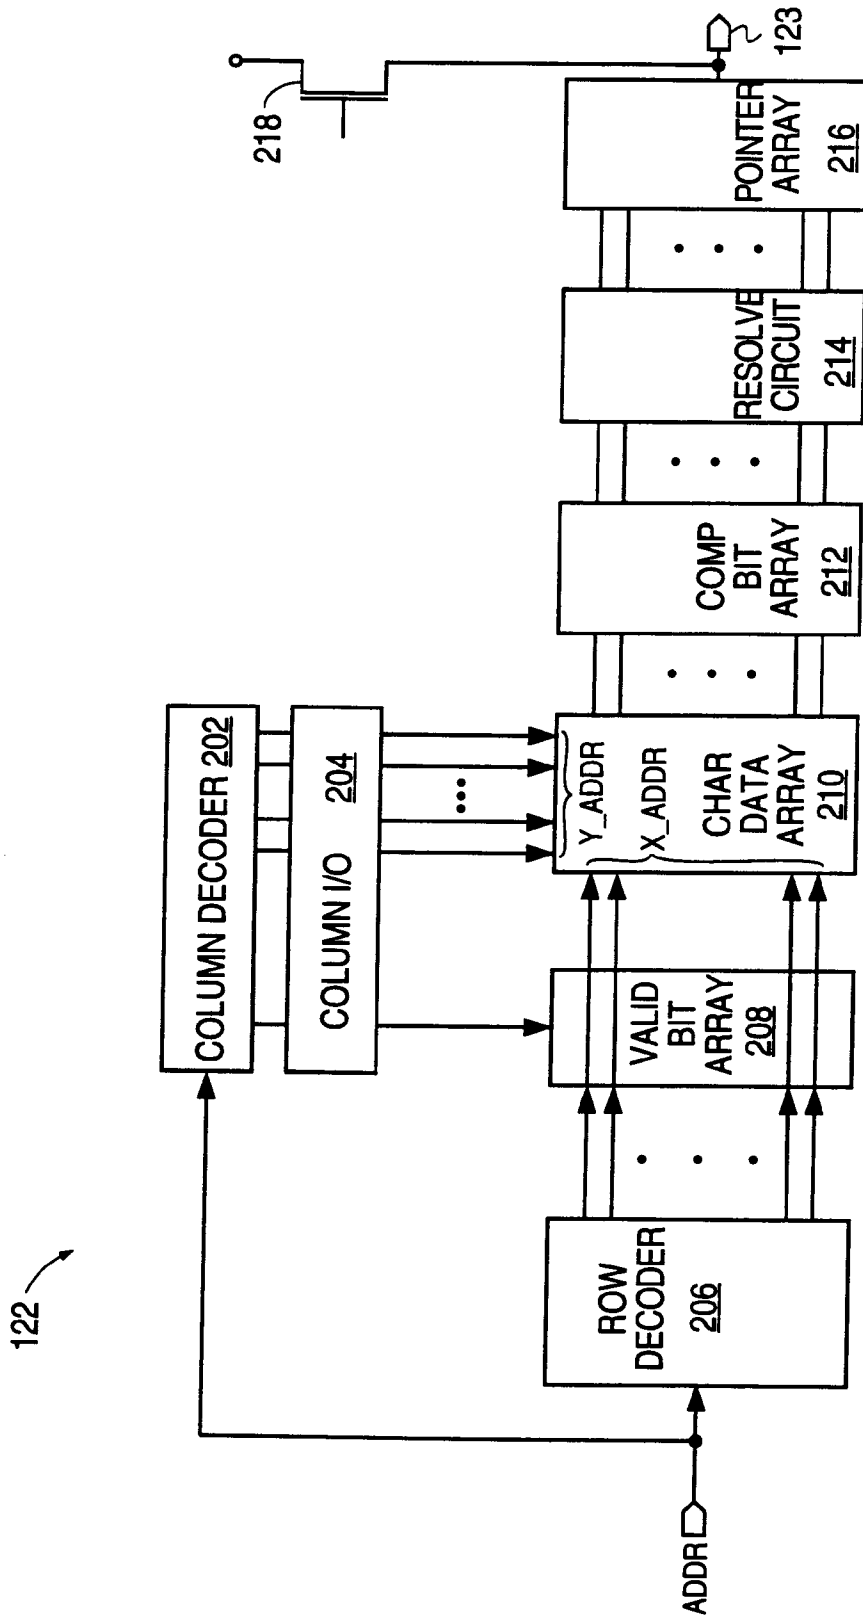 122
COLUMN DECODER 202
COLUMN I/O 204
218
123
ADDR
ROW
DECODER
206
VALID
BIT
ARRAY
208
Y_ADDR
X_ADDR
CHAR
DATA
ARRAY
210
COMP
BIT
ARRAY
212
RESOLVE
CIRCUIT
214
POINTER
ARRAY
216